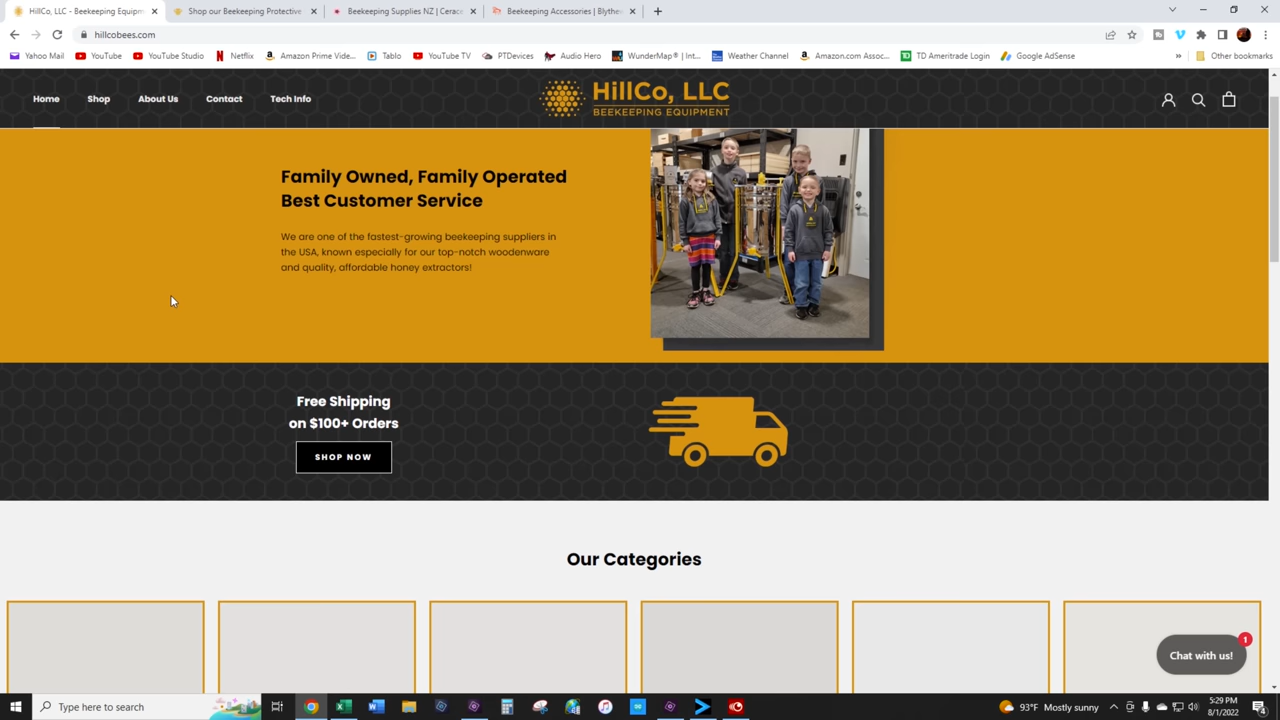 HillCo, LLC - Beekeeping Equipm
Shop our Beekeeping Protective
Beekeeping Supplies NZ | Cerace
Beekeeping Accessories | Blythe
hillcobees.com
Yahoo Mail
YouTube
YouTube Studio
Netflix
Amazon Prime Vide...
Tablo
YouTube TV
PTDevices
Audio Hero
WunderMap® | Int...
Weather Channel
Amazon.com Assoc...
TD Ameritrade Login
Google AdSense
»
Other bookmarks
Home
Shop
About Us
Contact
Tech Info
HillCo, LLC
BEEKEEPING EQUIPMENT
Family Owned, Family Operated
Best Customer Service
We are one of the fastest-growing beekeeping suppliers in
the USA, known especially for our top-notch woodenware
and quality, affordable honey extractors!
Free Shipping
on $100+ Orders
SHOP NOW
Our Categories
1
Chat with us!
Type here to search
93°F Mostly sunny
5:29 PM
8/1/2022
4